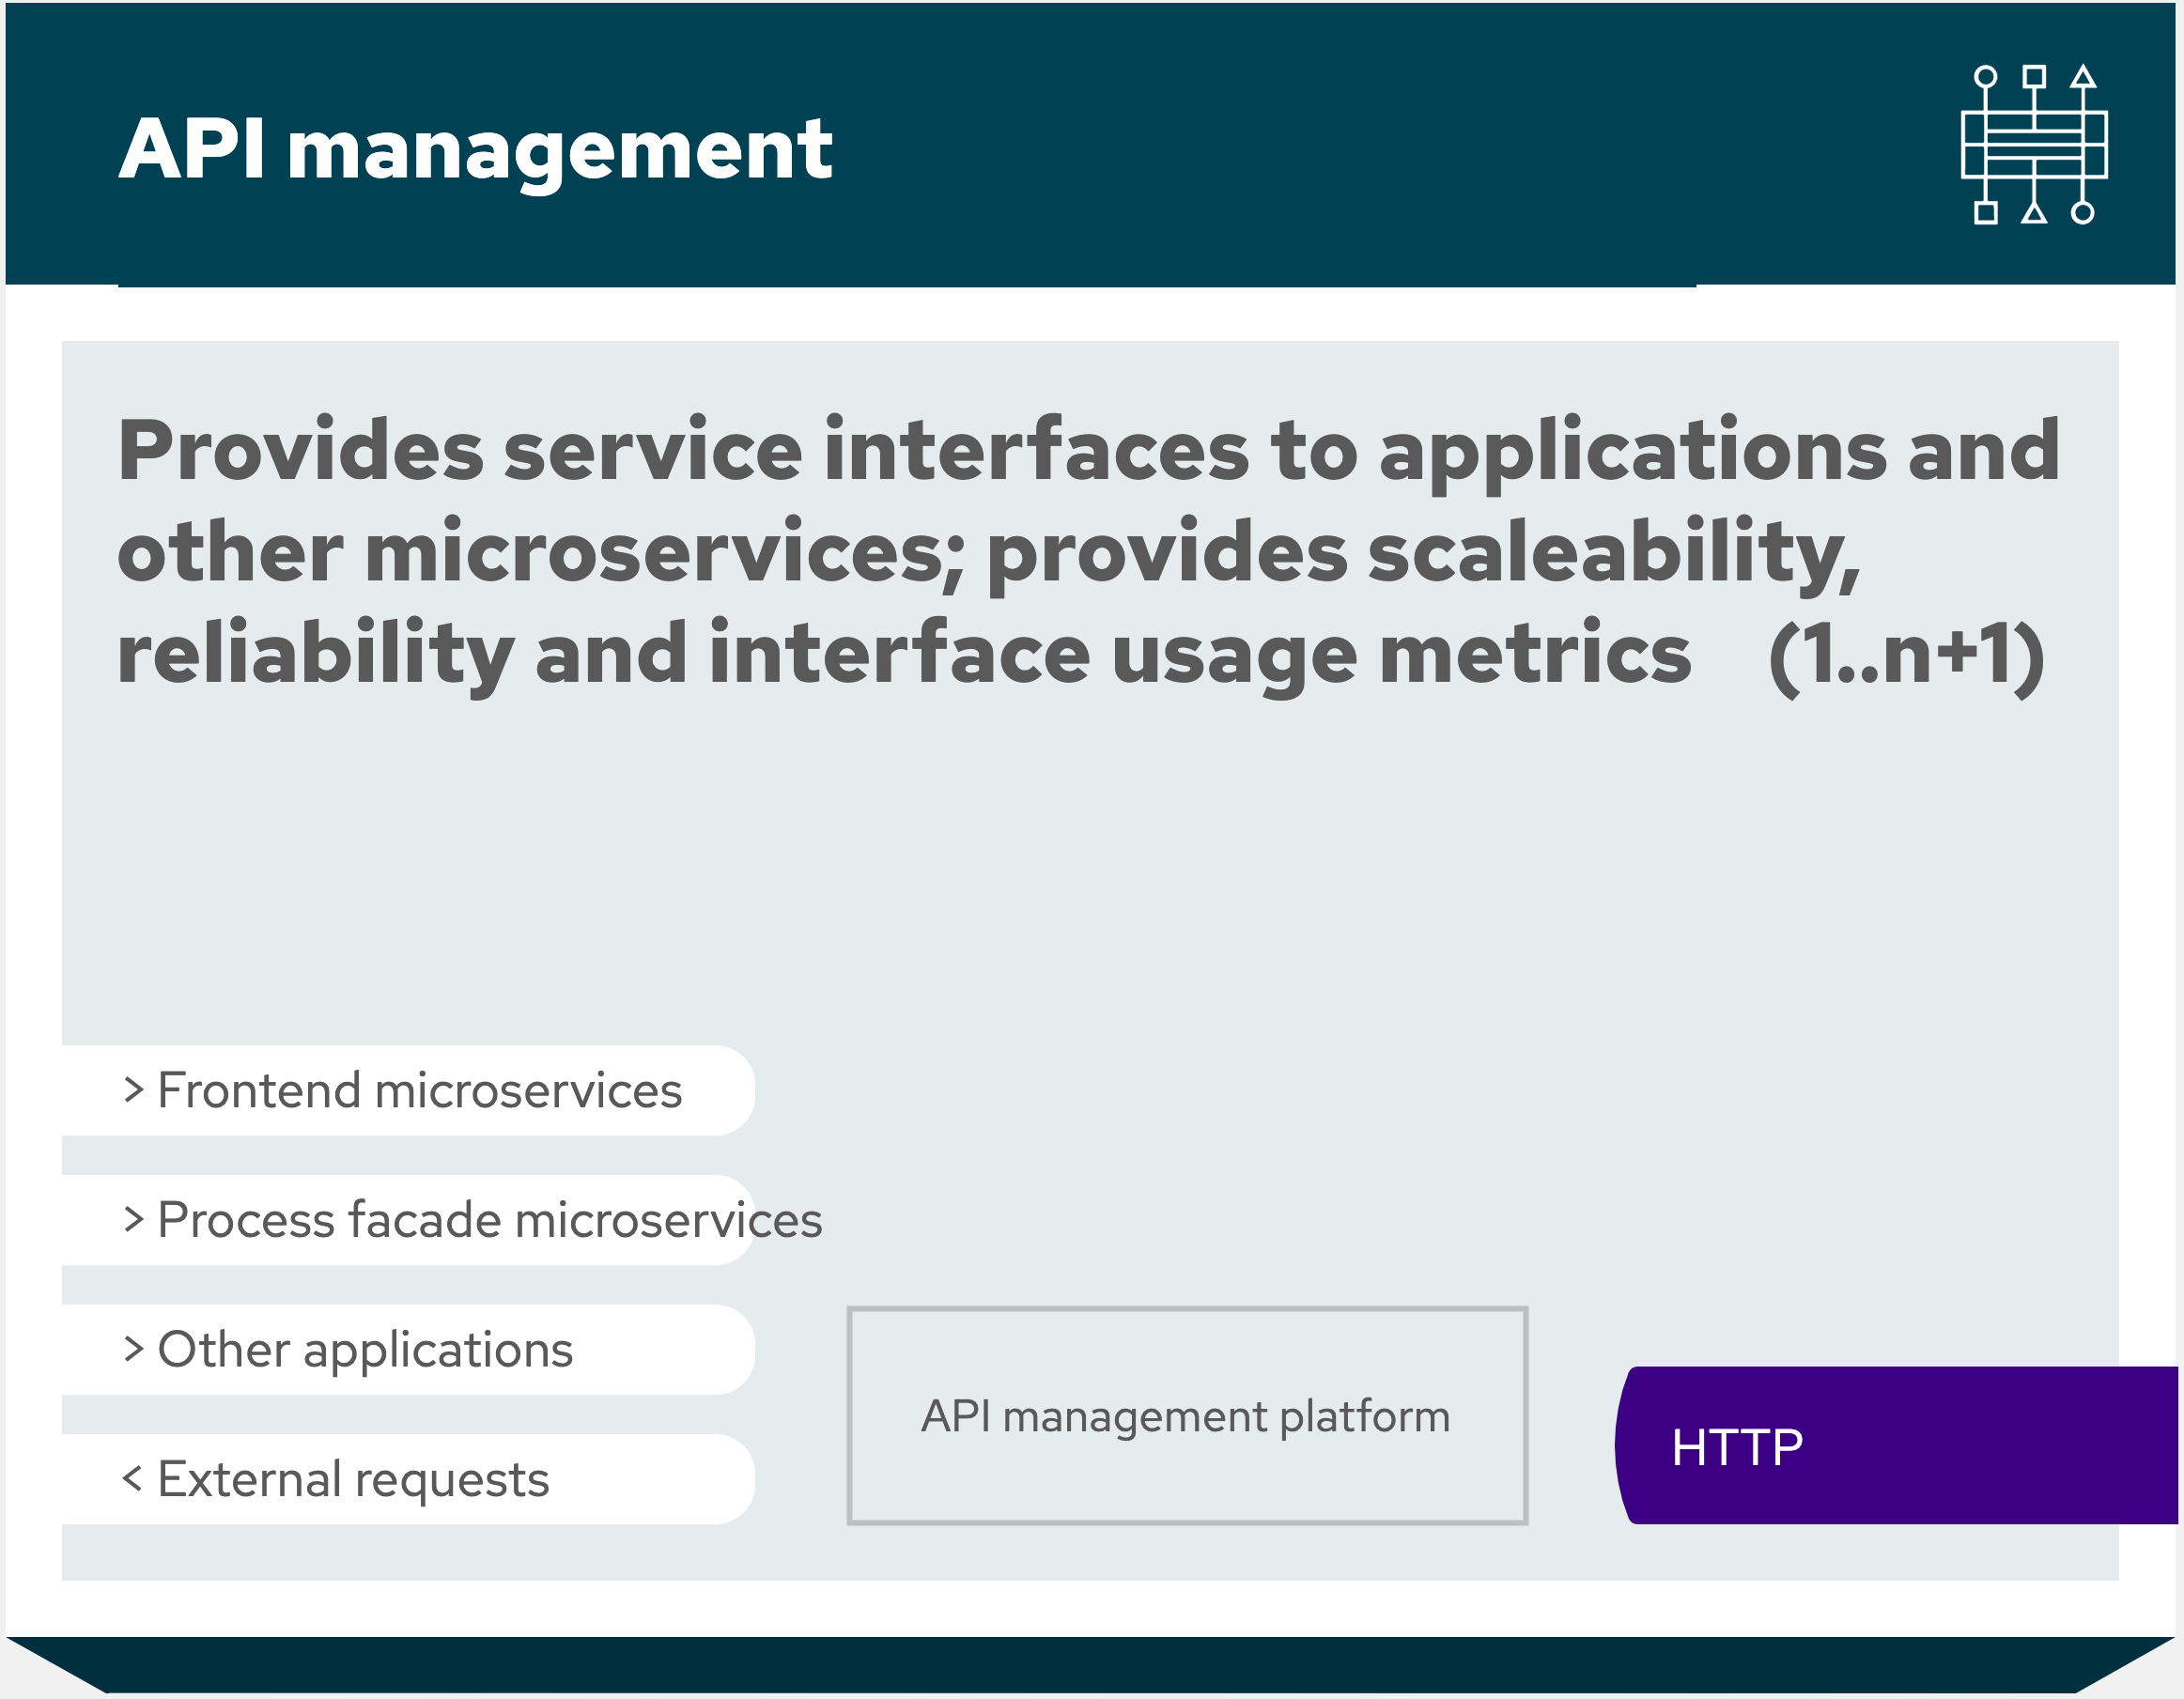 API management
Provides service interfaces to applications and
other microservices; provides scaleability,
reliability and interface usage metrics (1..n+1)
> Frontend microservices
> Process facade microservices
> Other applications
< External requests
API management platform
HTTP